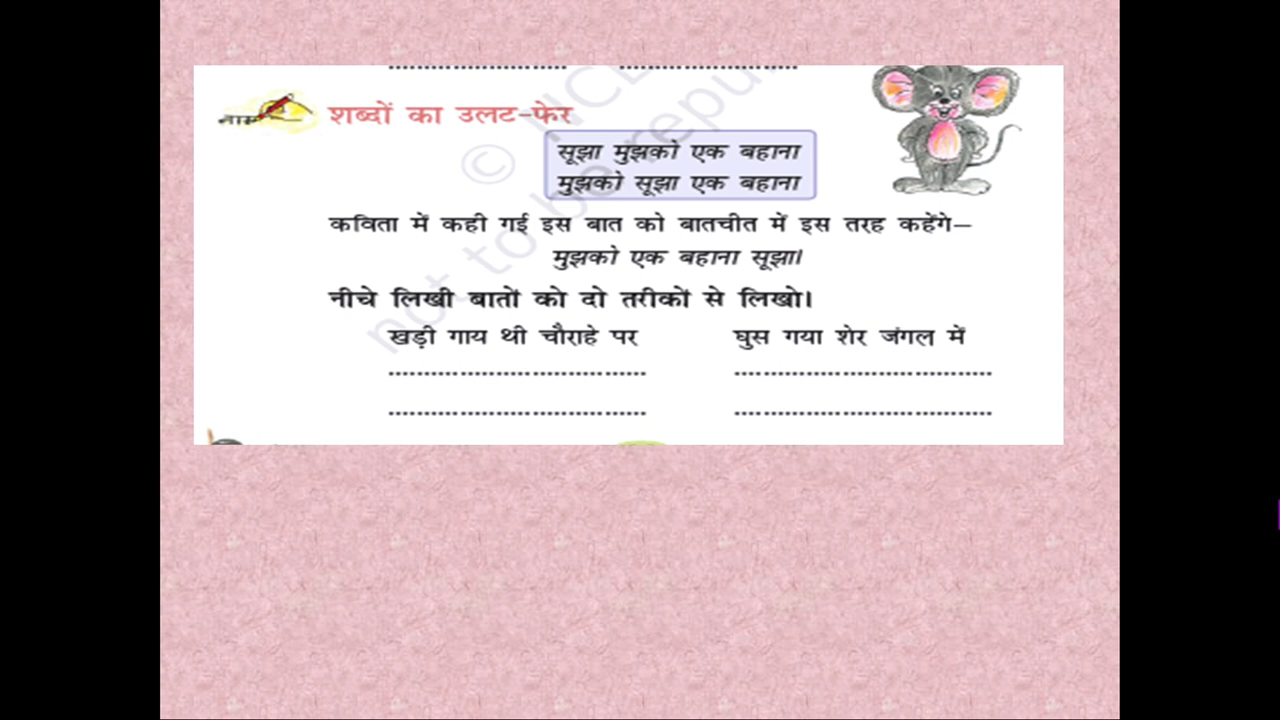 शब्दों का उलट-फेर
सूझा मुझको एक बहाना
मुझको सूझा एक बहाना
कविता में कही गई इस बात को बातचीत में इस तरह कहेंगे–
मुझको एक बहाना सूझा।
नीचे लिखी बातों को दो तरीकों से लिखो।
खड़ी गाय थी चौराहे पर    घुस गया शेर जंगल में